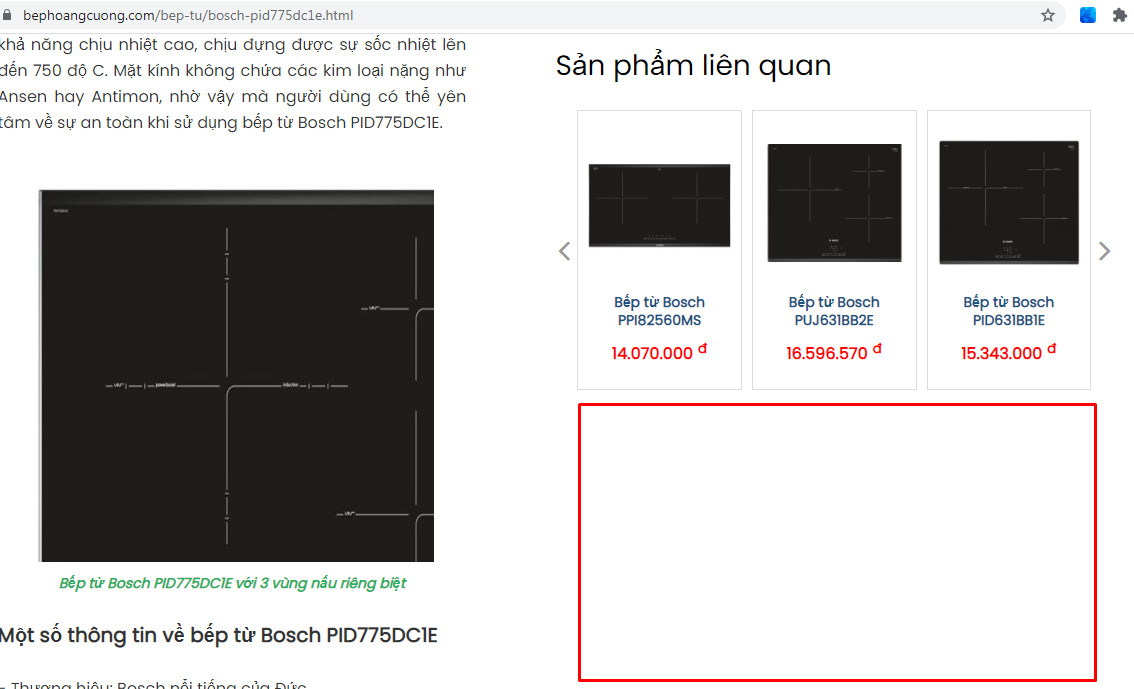 bephoangcuong.com/bep-tu/bosch-pid775dc1e.html
khả năng chịu nhiệt cao, chịu đựng được sự sốc nhiệt lên
đến 750 độ C. Mặt kính không chứa các kim loại nặng như
Ansen hay Antimon, nhờ vậy mà người dùng có thể yên
tâm về sự an toàn khi sử dụng bếp từ Bosch PID775DC1E.
Bếp từ Bosch PID775DC1E với 3 vùng nấu riêng biệt
Một số thông tin về bếp từ Bosch PID775DC1E
- Thương hiệu: Bosch nổi tiếng của Đức
Sản phẩm liên quan
Bếp từ Bosch
PPI82560MS
14.070.000 đ
Bếp từ Bosch
PUJ631BB2E
16.596.570 đ
Bếp từ Bosch
PID631BB1E
15.343.000 đ